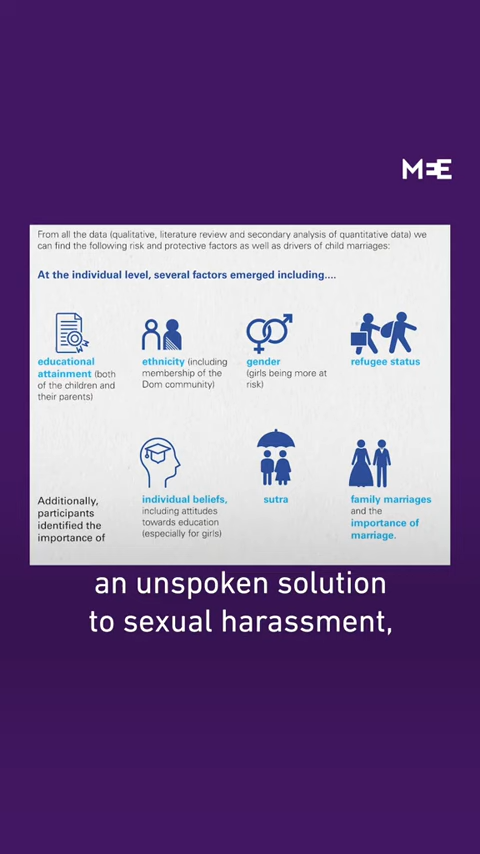 MEE
From all the data (qualitative, literature review and secondary analysis of quantitative data) we
can find the following risk and protective factors as well as drivers of child marriages:
At the individual level, several factors emerged including....
educational
attainment (both
of the children and
their parents)
ethnicity (including
membership of the
Dom community)
gender
(girls being more at
risk)
refugee status
Additionally,
participants
identified the
importance of
individual beliefs,
including attitudes
towards education
(especially for girls)
sutra
family marriages
and the
importance of
marriage.
an unspoken solution
to sexual harassment,